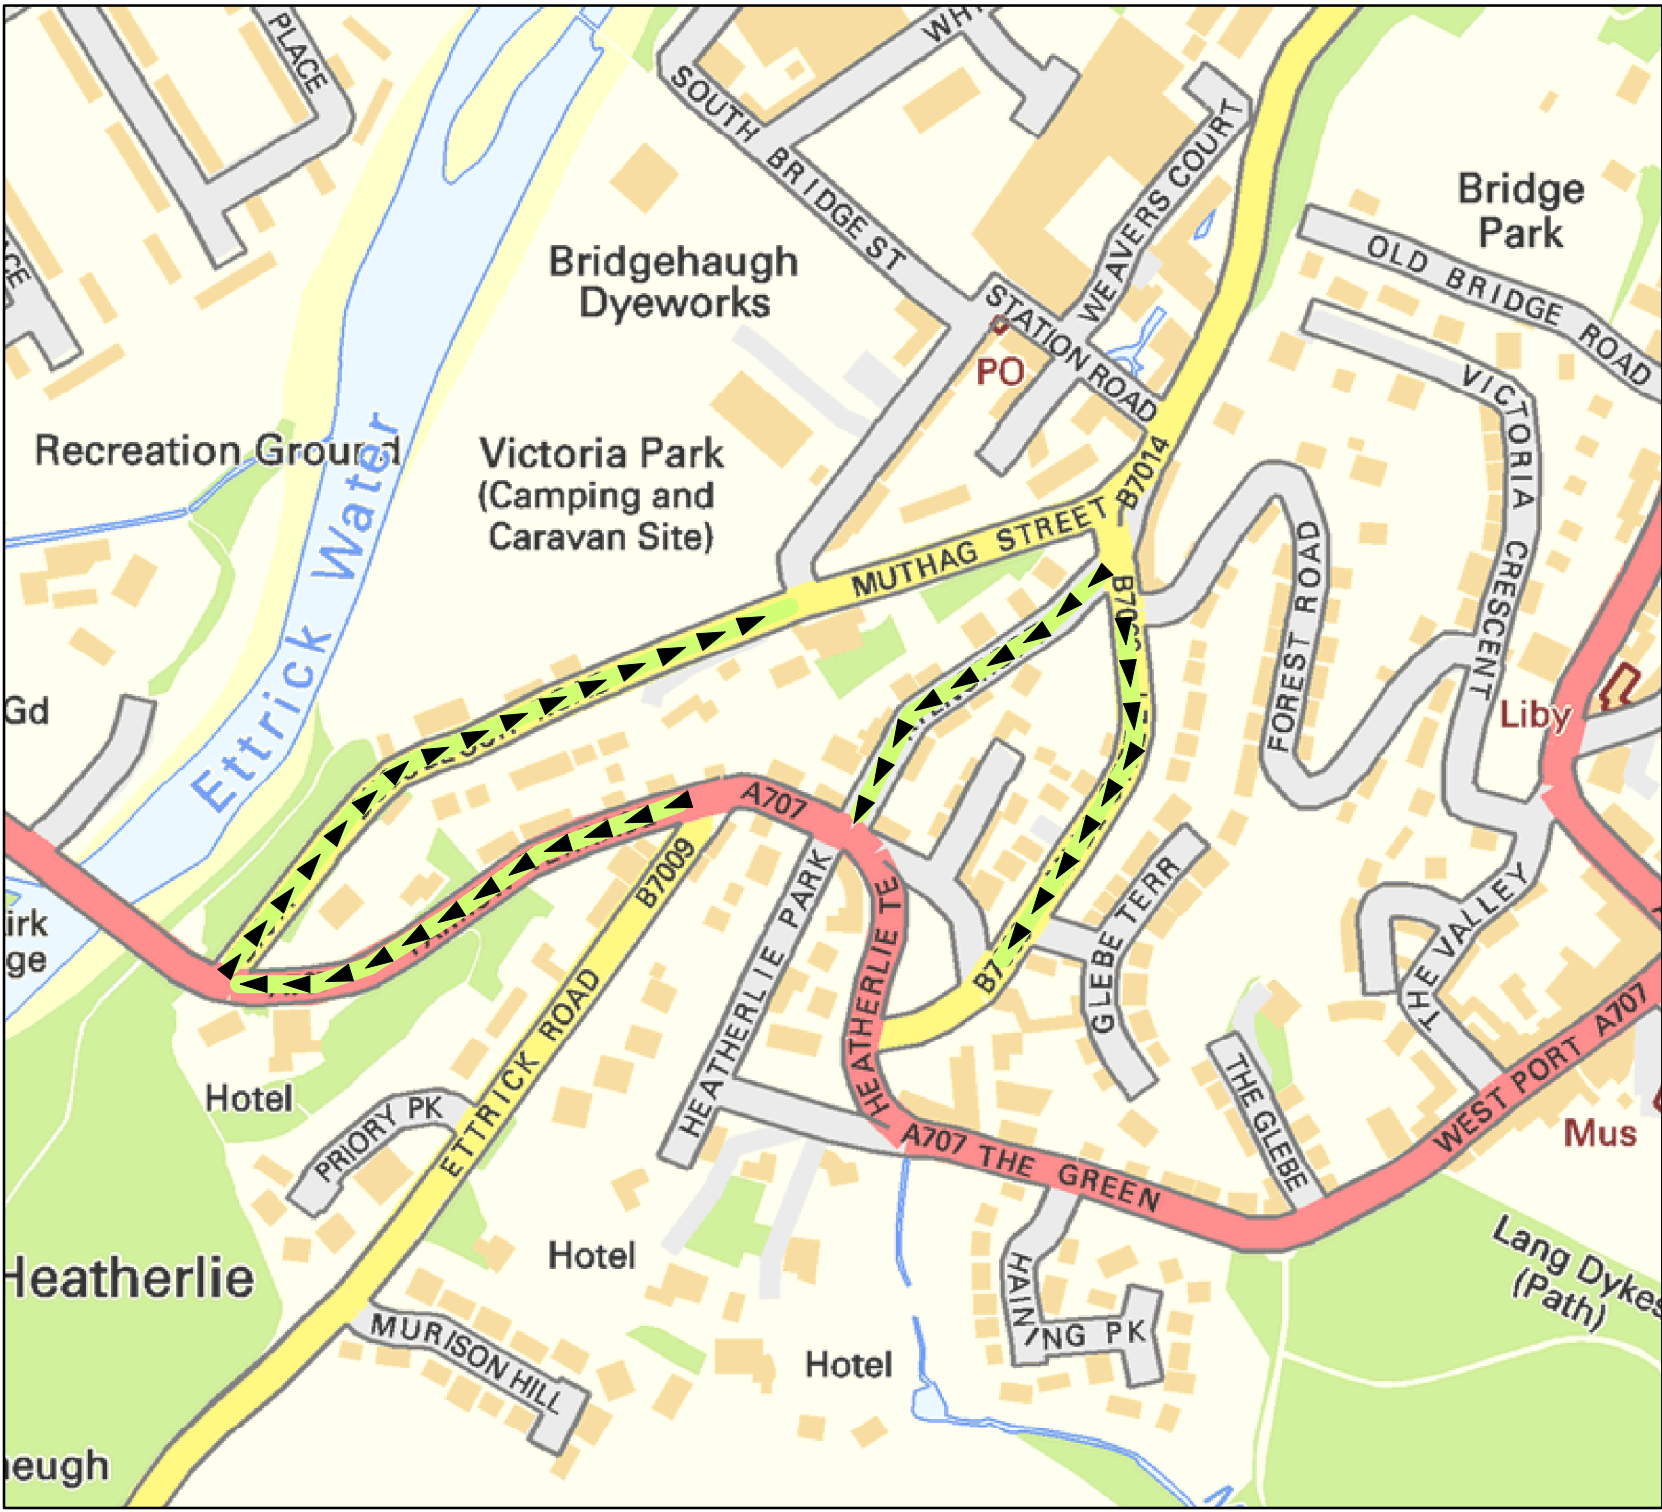 PLACE
WHY
SOUTH BRIDGE ST
WEAVERS COURT
Bridge
Park
OLD BRIDGE ROAD
Bridgehaugh
Dyeworks
STATION ROAD
PO
VICTORIA CRESCENT
Recreation Ground
Victoria Park
(Camping and
Caravan Site)
B7014
MUTHAG STREET
Ettrick Water
FOREST ROAD
Gd
Liby
A707
B7009
HEATHERLIE PARK
HEATHERLIE TE
GLEBE TERR
THE VALLEY
irk
ge
B7
ETTRICK ROAD
Hotel
PRIORY PK
THE GLEBE
WEST PORT A707
Mus
A707 THE GREEN
Hotel
Heatherlie
HAINING PK
Lang Dykes
(Path)
MURISON HILL
Hotel
heugh